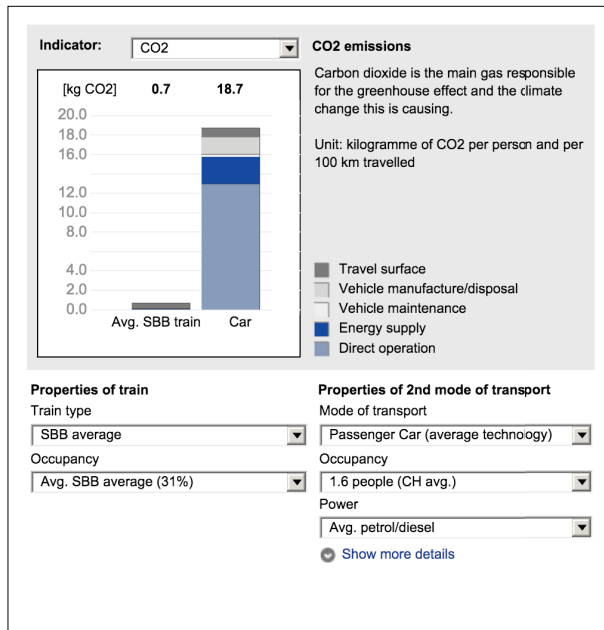 Indicator:
CO2
CO2 emissions
Carbon dioxide is the main gas responsible
for the greenhouse effect and the climate
change this is causing.
Unit: kilogramme of CO2 per person and per
100 km travelled
[kg CO2] 0.7 18.7
20.0
18.0
16.0
12.0
10.0
8.0
4.0
2.0
0.0
Avg. SBB train Car
Travel surface
Vehicle manufacture/disposal
Vehicle maintenance
Energy supply
Direct operation
Properties of train
Train type
SBB average
Occupancy
Avg. SBB average (31%)
Properties of 2nd mode of transport
Mode of transport
Passenger Car (average technology)
Occupancy
1.6 people (CH avg.)
Power
Avg. petrol/diesel
Show more details